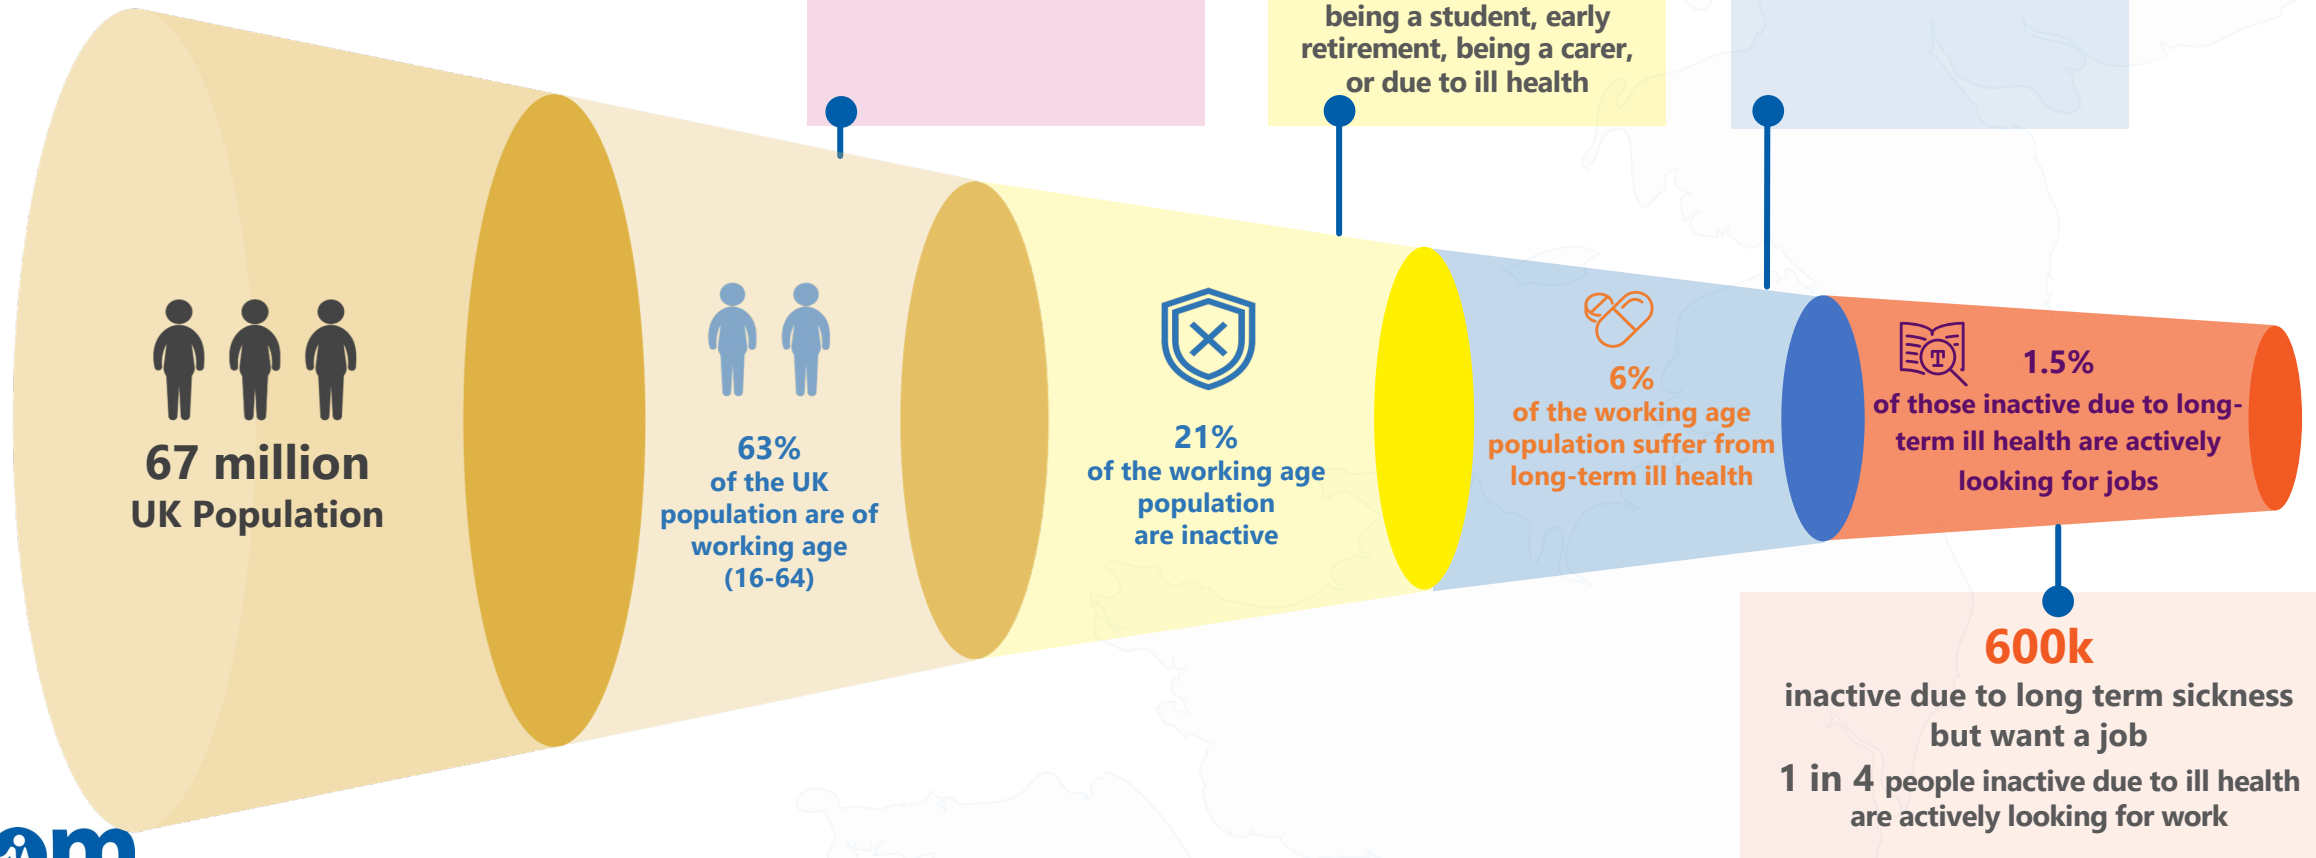 being a student, early
retirement, being a carer,
or due to ill health
67 million
UK Population
63%
of the UK
population are of
working age
(16-64)
21%
of the working age
population
are inactive
6%
of the working age
population suffer from
long-term ill health
1.5%
of those inactive due to long-
term ill health are actively
looking for jobs
600k
inactive due to long term sickness
but want a job
1 in 4 people inactive due to ill health
are actively looking for work